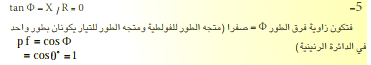 5- tan Φ = X / R = 0
فتكون زاوية فرق الطور Φ = صفرا (متجه الطور للفولطية ومتجه الطور للتيار يكونان بطور واحد
في الدائرة الرنينية)
p f = cos Φ
= cos0° = 1